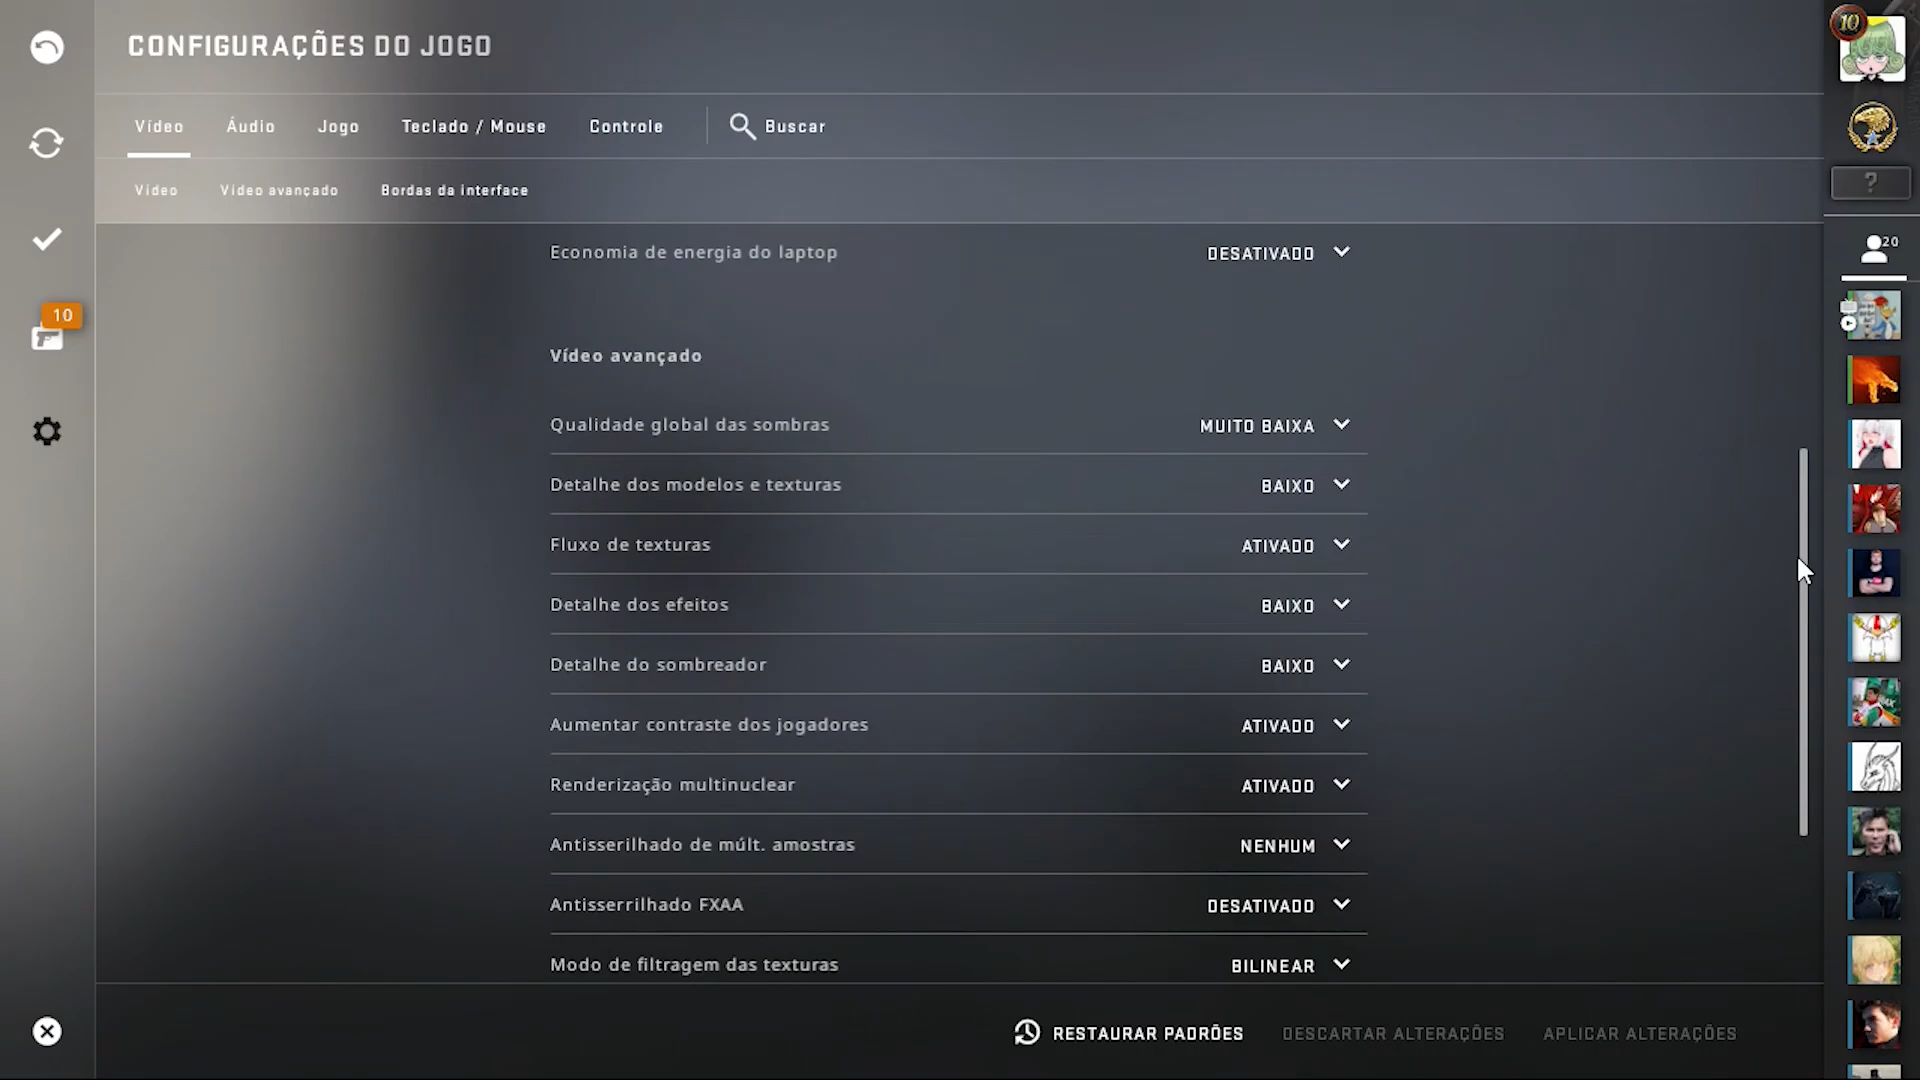 10
CONFIGURAÇÕES DO JOGO
Vídeo Áudio Jogo Teclado / Mouse Controle Buscar
Vídeo Vídeo avançado Bordas da interface
?
20
Economia de energia do laptop DESATIVADO
10
Vídeo avançado
Qualidade global das sombras MUITO BAIXA
Detalhe dos modelos e texturas BAIXO
Fluxo de texturas ATIVADO
Detalhe dos efeitos BAIXO
Detalhe do sombreador BAIXO
Aumentar contraste dos jogadores ATIVADO
Renderização multinuclear ATIVADO
Antisserilhado de múlt. amostras NENHUM
Antisserrilhado FXAA DESATIVADO
Modo de filtragem das texturas BILINEAR
RESTAURAR PADRÕES DESCARTAR ALTERAÇÕES APLICAR ALTERAÇÕES